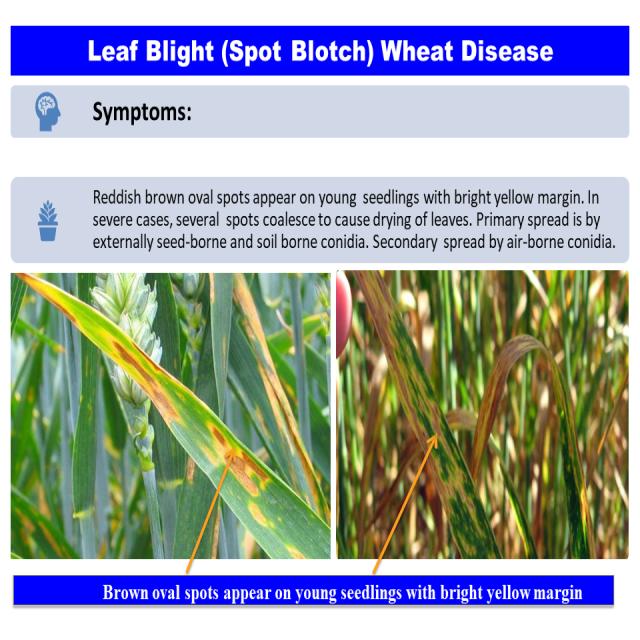 Leaf Blight (Spot Blotch) Wheat Disease
Symptoms:
Reddish brown oval spots appear on young seedlings with bright yellow margin. In
severe cases, several spots coalesce to cause drying of leaves. Primary spread is by
externally seed-borne and soil borne conidia. Secondary spread by air-borne conidia.
Brown oval spots appear on young seedlings with bright yellow margin